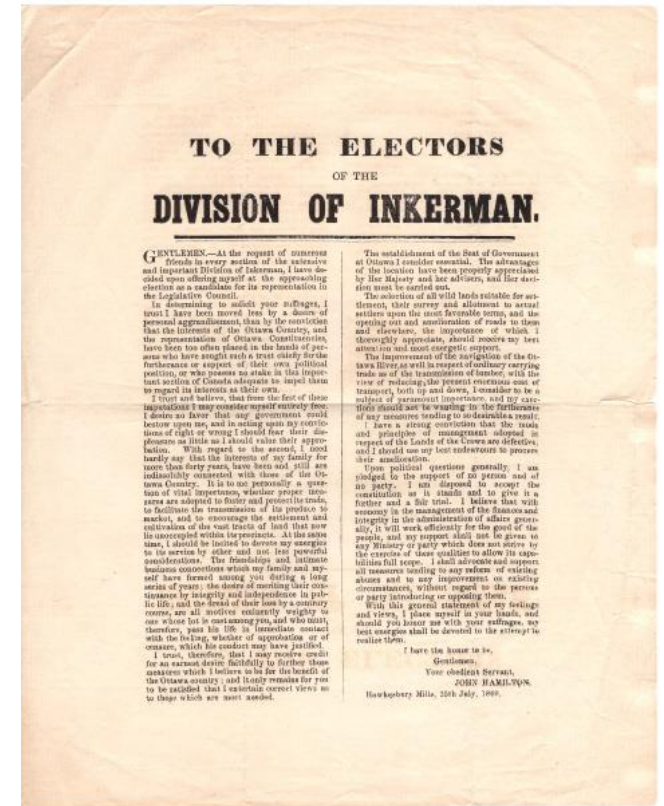 TO THE ELECTORS
OF THE
DIVISION OF INKERMAN.
GENTLEMEN.—At the request of numerous
friends in every section of the extensive
and important Division of Inkerman, I have de-
cided upon offering myself at the approaching
election as a candidate for its representation in
the Legislative Council.
In determining to solicit your suffrages, I
trust I have been moved less by a desire of
personal aggrandisement, than by the conviction
that the interests of the Ottawa Country, and
the representation of Ottawa Constituencies,
have been too often placed in the hands of per-
sons who have sought such a trust chiefly for the
furtherance or support of their own political
position, or who possess no stake in this impor-
tant section of Canada adequate to impel them
to regard its interests as their own.
I trust and believe, that from the first of these
imputations I may consider myself entirely free.
I desire no favor that any government could
bestow upon me, and in acting upon my convic-
tions of right or wrong I should fear their dis-
pleasure as little as I should value their appro-
bation. With regard to the second, I need
hardly say that the interests of my family for
more than forty years, have been and still are
indissolubly connected with those of the Ot-
tawa Country. It is to me personally a ques-
tion of vital importance, whether proper mea-
sures are adopted to foster and protect its trade,
to facilitate the transmission of its produce to
market, and to encourage the settlement and
cultivation of the vast tracts of land that now
lie unoccupied within its precincts. At the same
time, I should be incited to devote my energies
to its service by other and not less powerful
considerations. The friendships and intimate
business connections which my family and my-
self have formed among you during a long
series of years; the desire of meriting their con-
tinuance by integrity and independence in pub-
lic life; and the dread of their loss by a contrary
course, are all motives eminently weighty to
one whose lot is cast among you, and who must,
therefore, pass his life in immediate contact
with the feeling, whether of approbation or of
censure, which his conduct may have justified.
I trust, therefore, that I may receive credit
for an earnest desire faithfully to further those
measures which I believe to be for the benefit of
the Ottawa country; and it only remains for you
to be satisfied that I entertain correct views as
to those which are most needed.
The establishment of the Seat of Government
at Ottawa I consider essential. The advantages
of the location have been properly appreciated
by Her Majesty and her advisers, and Her deci-
sion must be carried out.
The selection of all wild lands suitable for set-
tlement, their survey and allotment to actual
settlers upon the most favorable terms, and the
opening out and amelioration of roads to them
and elsewhere, the importance of which I
thoroughly appreciate, should receive my best
attention and most energetic support.
The improvement of the navigation of the Ot-
tawa River, as well in respect of ordinary carrying
trade as of the transmission of lumber, with the
view of reducing, the present enormous cost of
transport, both up and down, I consider to be a
subject of paramount importance, and my exer-
tions should not be wanting in the furtherance
of any measures tending to so desirable a result.
I have a strong conviction that the mode
and principles of management adopted in
respect of the Lands of the Crown are defective,
and I should use my best endeavours to procure
their amelioration.
Upon political questions generally, I am
pledged to the support of no person and of
no party. I am disposed to accept the
constitution as it stands and to give it a
further and a fair trial. I believe that with
economy in the management of the finances and
integrity in the administration of affairs gener-
ally, it will work efficiently for the good of the
people, and my support shall not be given to
any Ministry or party which does not strive by
the exercise of these qualities to allow its capa-
bilities full scope. I shall advocate and support
all measures tending to any reform of existing
abuses and to any improvement on existing
circumstances, without regard to the persons
or party introducing or opposing them.
With this general statement of my feelings
and views, I place myself in your hands, and
should you honor me with your suffrages, my
best energies shall be devoted to the attempt to
realize them.
I have the honor to be,
Gentlemen,
Your obedient Servant,
JOHN HAMILTON.
Hawkesbury Mills, 25th July, 1860.